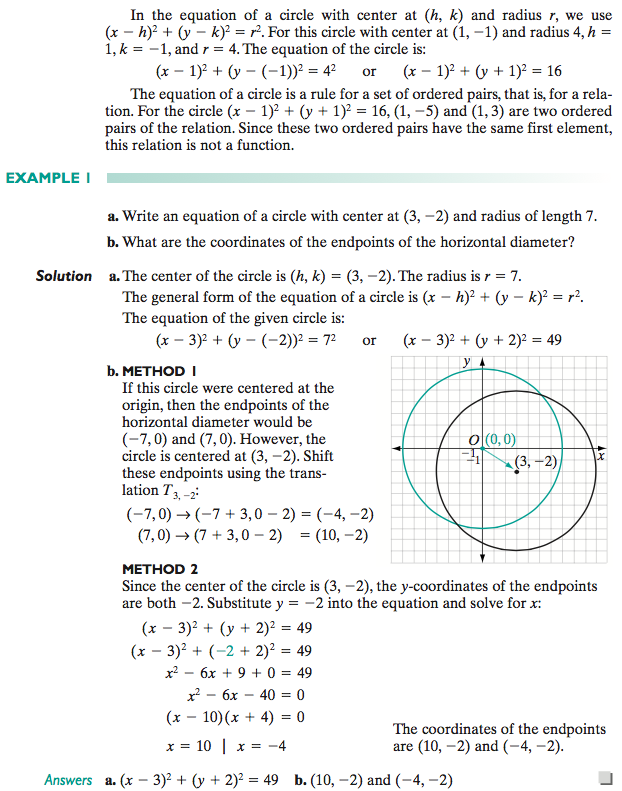 In the equation of a circle with center at (h, k) and radius r, we use
(x − h)² + (y − k)² = r². For this circle with center at (1, −1) and radius 4, h =
1, k = −1, and r = 4. The equation of the circle is:
(x − 1)² + (y − (−1))² = 4² or (x − 1)² + (y + 1)² = 16
The equation of a circle is a rule for a set of ordered pairs, that is, for a rela-
tion. For the circle (x − 1)² + (y + 1)² = 16, (1, −5) and (1, 3) are two ordered
pairs of the relation. Since these two ordered pairs have the same first element,
this relation is not a function.
EXAMPLE 1
a. Write an equation of a circle with center at (3, −2) and radius of length 7.
b. What are the coordinates of the endpoints of the horizontal diameter?
Solution a. The center of the circle is (h, k) = (3, −2). The radius is r = 7.
The general form of the equation of a circle is (x − h)² + (y − k)² = r².
The equation of the given circle is:
(x − 3)² + (y − (−2))² = 7² or (x − 3)² + (y + 2)² = 49
b. METHOD 1
If this circle were centered at the
origin, then the endpoints of the
horizontal diameter would be
(−7, 0) and (7, 0). However, the
circle is centered at (3, −2). Shift
these endpoints using the trans-
lation T₃, ₋₂:
(−7, 0) → (−7 + 3, 0 − 2) = (−4, −2)
(7, 0) → (7 + 3, 0 − 2) = (10, −2)
y
O (0, 0)
−1
1
(3, −2)
x
METHOD 2
Since the center of the circle is (3, −2), the y-coordinates of the endpoints
are both −2. Substitute y = −2 into the equation and solve for x:
(x − 3)² + (y + 2)² = 49
(x − 3)² + (−2 + 2)² = 49
x² − 6x + 9 + 0 = 49
x² − 6x − 40 = 0
(x − 10)(x + 4) = 0
x = 10 | x = −4
The coordinates of the endpoints
are (10, −2) and (−4, −2).
Answers a. (x − 3)² + (y + 2)² = 49 b. (10, −2) and (−4, −2)